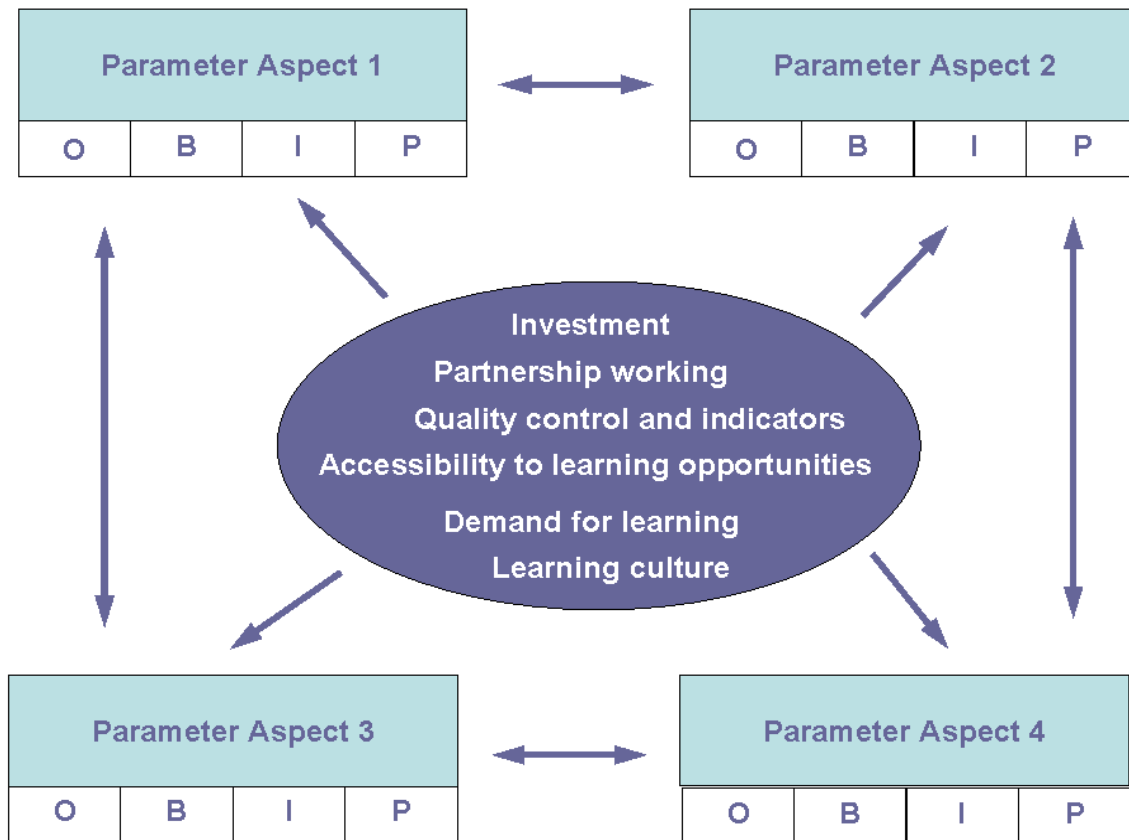 Parameter Aspect 1
Parameter Aspect 2
O B I P
O B I P
Investment
Partnership working
Quality control and indicators
Accessibility to learning opportunities
Demand for learning
Learning culture
Parameter Aspect 3
Parameter Aspect 4
O B I P
O B I P